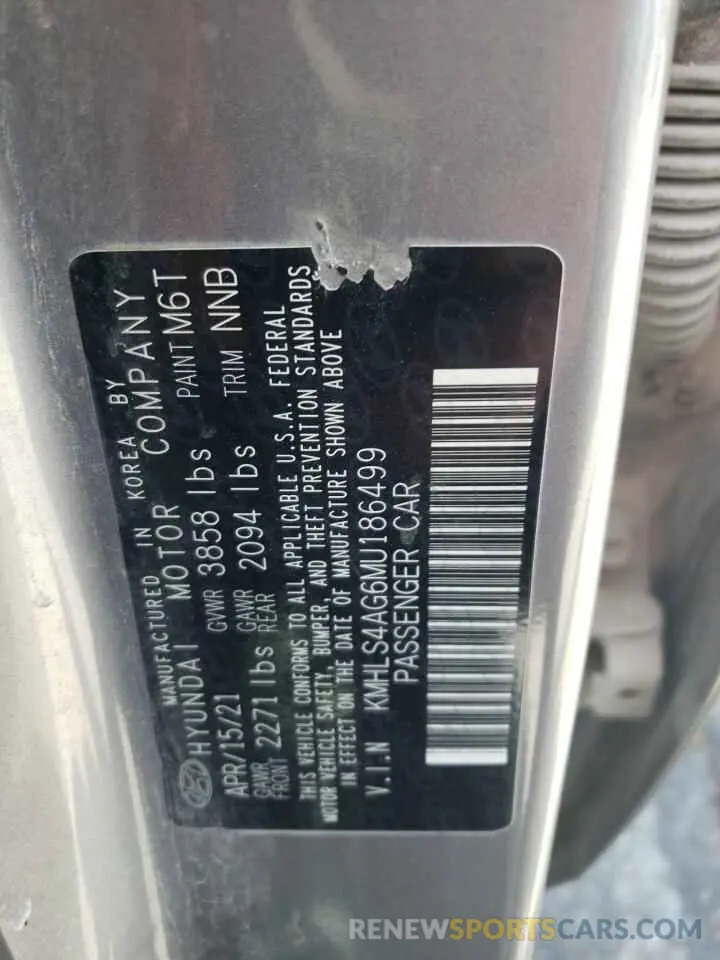 MANUFACTURED IN KOREA BY
HYUNDAI MOTOR COMPANY
APR/15/21 GVWR 3858 lbs PAINT M6T
GAWR FRONT 2271 lbs GAWR REAR 2094 lbs TRIM NNB
THIS VEHICLE CONFORMS TO ALL APPLICABLE U.S.A. FEDERAL
MOTOR VEHICLE SAFETY, BUMPER, AND THEFT PREVENTION STANDARDS
IN EFFECT ON THE DATE OF MANUFACTURE SHOWN ABOVE
V.I.N KMHLS4AG6MU186499
PASSENGER CAR
RENEWSPORTSCARS.COM